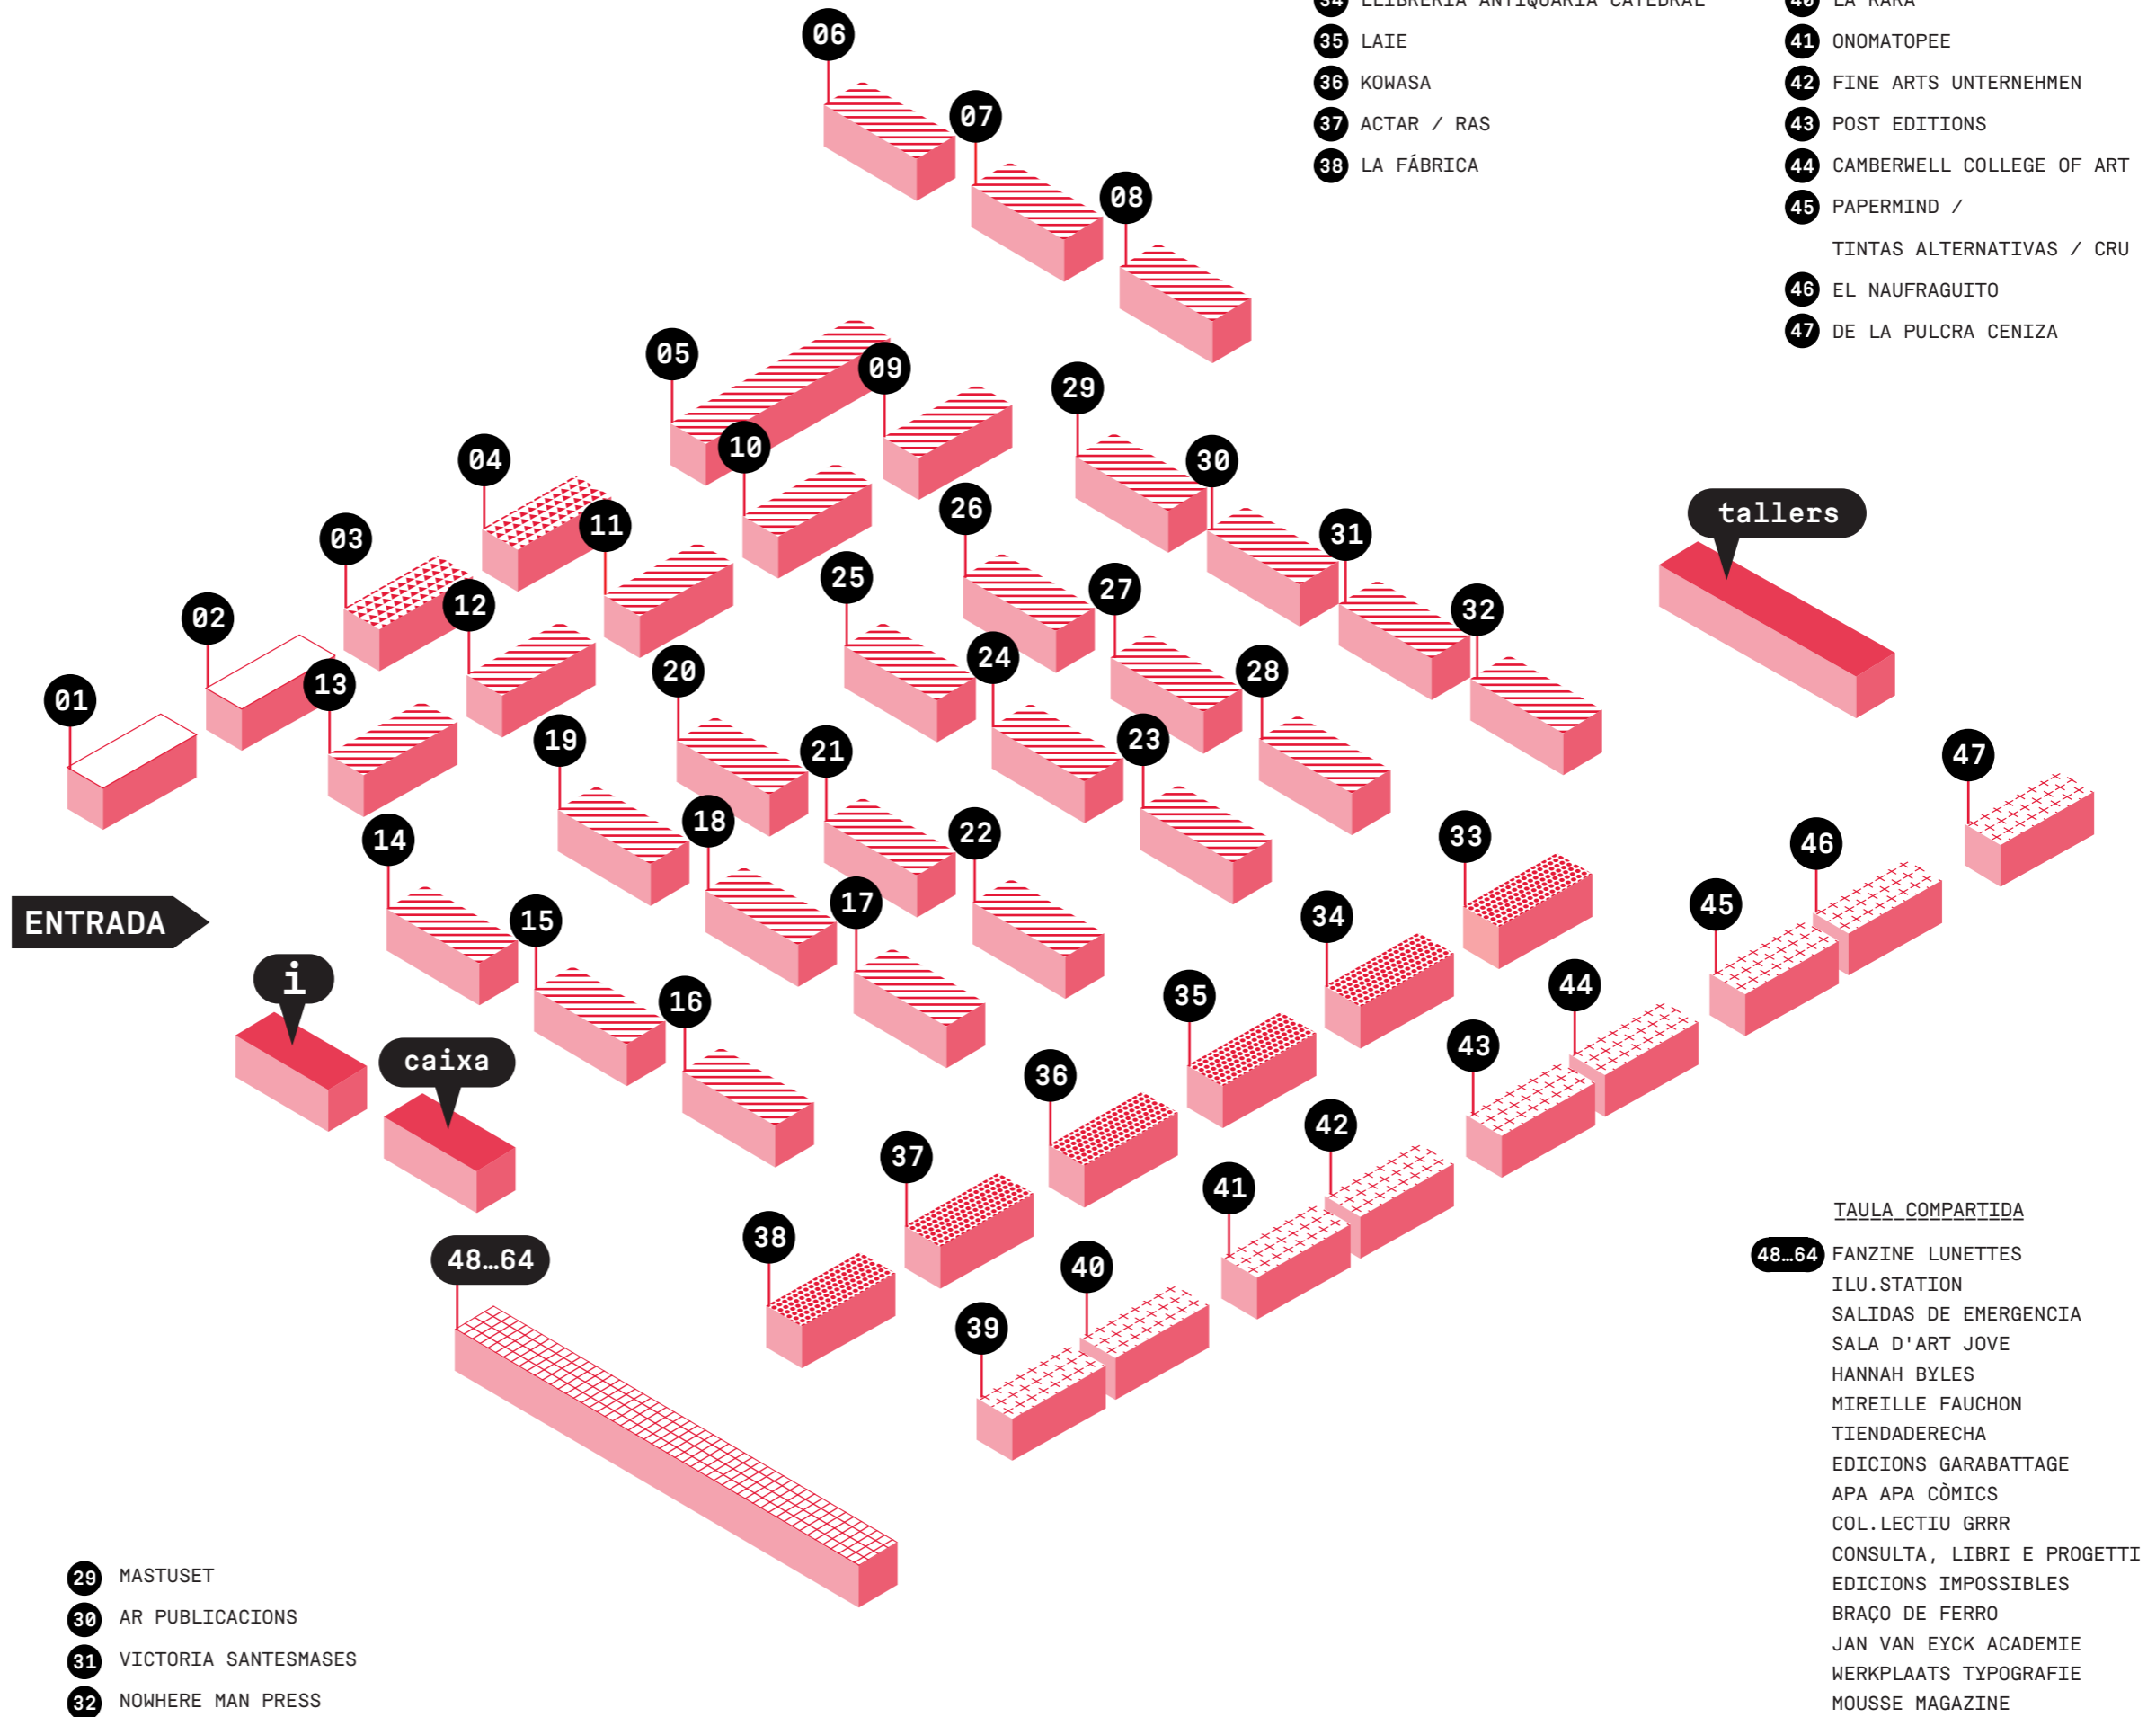 34 LLIBRERIA ANTIQUÀRIA CATEDRAL
35 LAIE
36 KOWASA
37 ACTAR / RAS
38 LA FÁBRICA
40 LA RARA
41 ONOMATOPEE
42 FINE ARTS UNTERNEHMEN
43 POST EDITIONS
44 CAMBERWELL COLLEGE OF ART
45 PAPERMIND /
TINTAS ALTERNATIVAS / CRU
46 EL NAUFRAGUITO
47 DE LA PULCRA CENIZA
06
07
08
05
09
29
10
04
30
26
11
31
03
25
27
12
32
02
24
20
28
13
01
19
23
21
47
18
22
33
14
46
17
45
34
15
44
35
16
43
36
42
37
41
38
40
39
tallers
ENTRADA
i
caixa
48…64
TAULA COMPARTIDA
48…64 FANZINE LUNETTES
ILU.STATION
SALIDAS DE EMERGENCIA
SALA D'ART JOVE
HANNAH BYLES
MIREILLE FAUCHON
TIENDADERECHA
EDICIONS GARABATTAGE
APA APA CÒMICS
COL.LECTIU GRRR
CONSULTA, LIBRI E PROGETTI
EDICIONS IMPOSSIBLES
BRAÇO DE FERRO
JAN VAN EYCK ACADEMIE
WERKPLAATS TYPOGRAFIE
MOUSSE MAGAZINE
29 MASTUSET
30 AR PUBLICACIONS
31 VICTORIA SANTESMASES
32 NOWHERE MAN PRESS